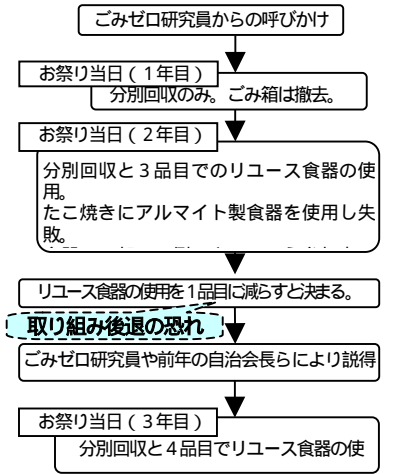 ごみゼロ研究員からの呼びかけ
お祭り当日（１年目）
分別回収のみ。ごみ箱は撤去。
お祭り当日（２年目）
分別回収と３品目でのリユース食器の使
用。
たこ焼きにアルマイト製食器を使用し失
敗。
リユース食器の使用を1品目に減らすと決まる。
取り組み後退の恐れ
ごみゼロ研究員や前年の自治会長らにより説得
お祭り当日（３年目）
分別回収と４品目でリユース食器の使